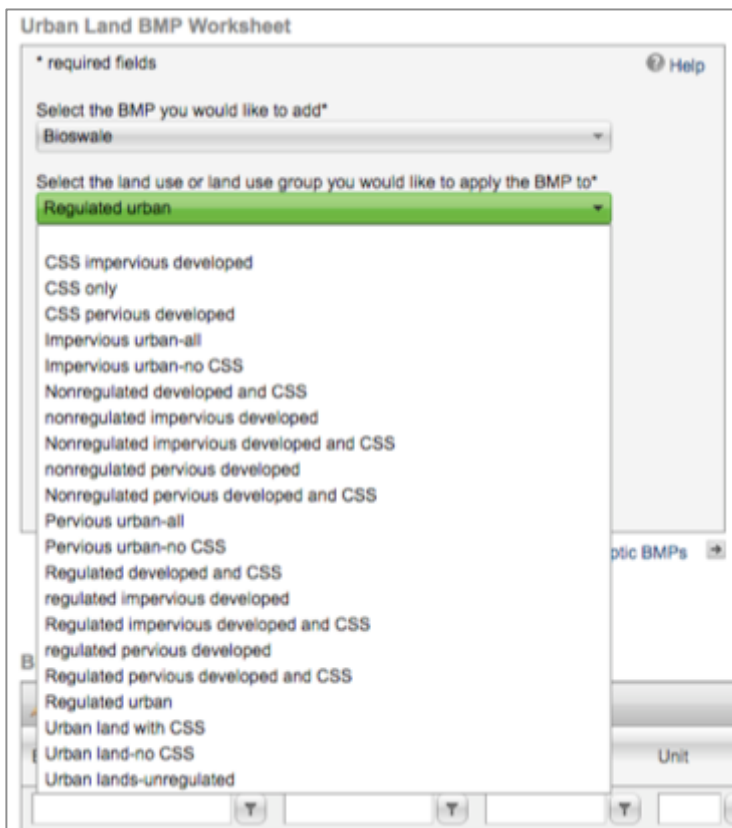 Urban Land BMP Worksheet
* required fields
Help
Select the BMP you would like to add*
Bioswale
Select the land use or land use group you would like to apply the BMP to*
Regulated urban
CSS impervious developed
CSS only
CSS pervious developed
Impervious urban-all
Impervious urban-no CSS
Nonregulated developed and CSS
nonregulated impervious developed
Nonregulated impervious developed and CSS
nonregulated pervious developed
Nonregulated pervious developed and CSS
Pervious urban-all
Pervious urban-no CSS
ptic BMPs
Regulated developed and CSS
regulated impervious developed
Regulated impervious developed and CSS
regulated pervious developed
B
Regulated pervious developed and CSS
Regulated urban
Urban land with CSS
Urban land-no CSS
Unit
Urban lands-unregulated